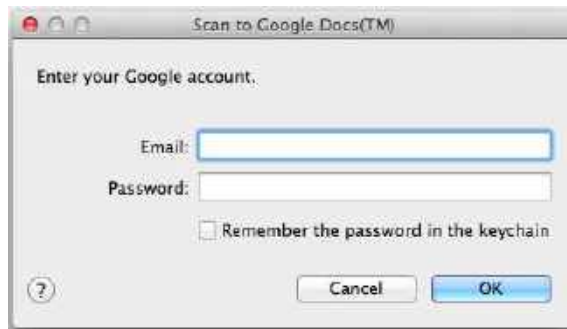 Scan to Google Docs(TM)
Enter your Google account.
Email:
Password:
Remember the password in the keychain
?
Cancel
OK